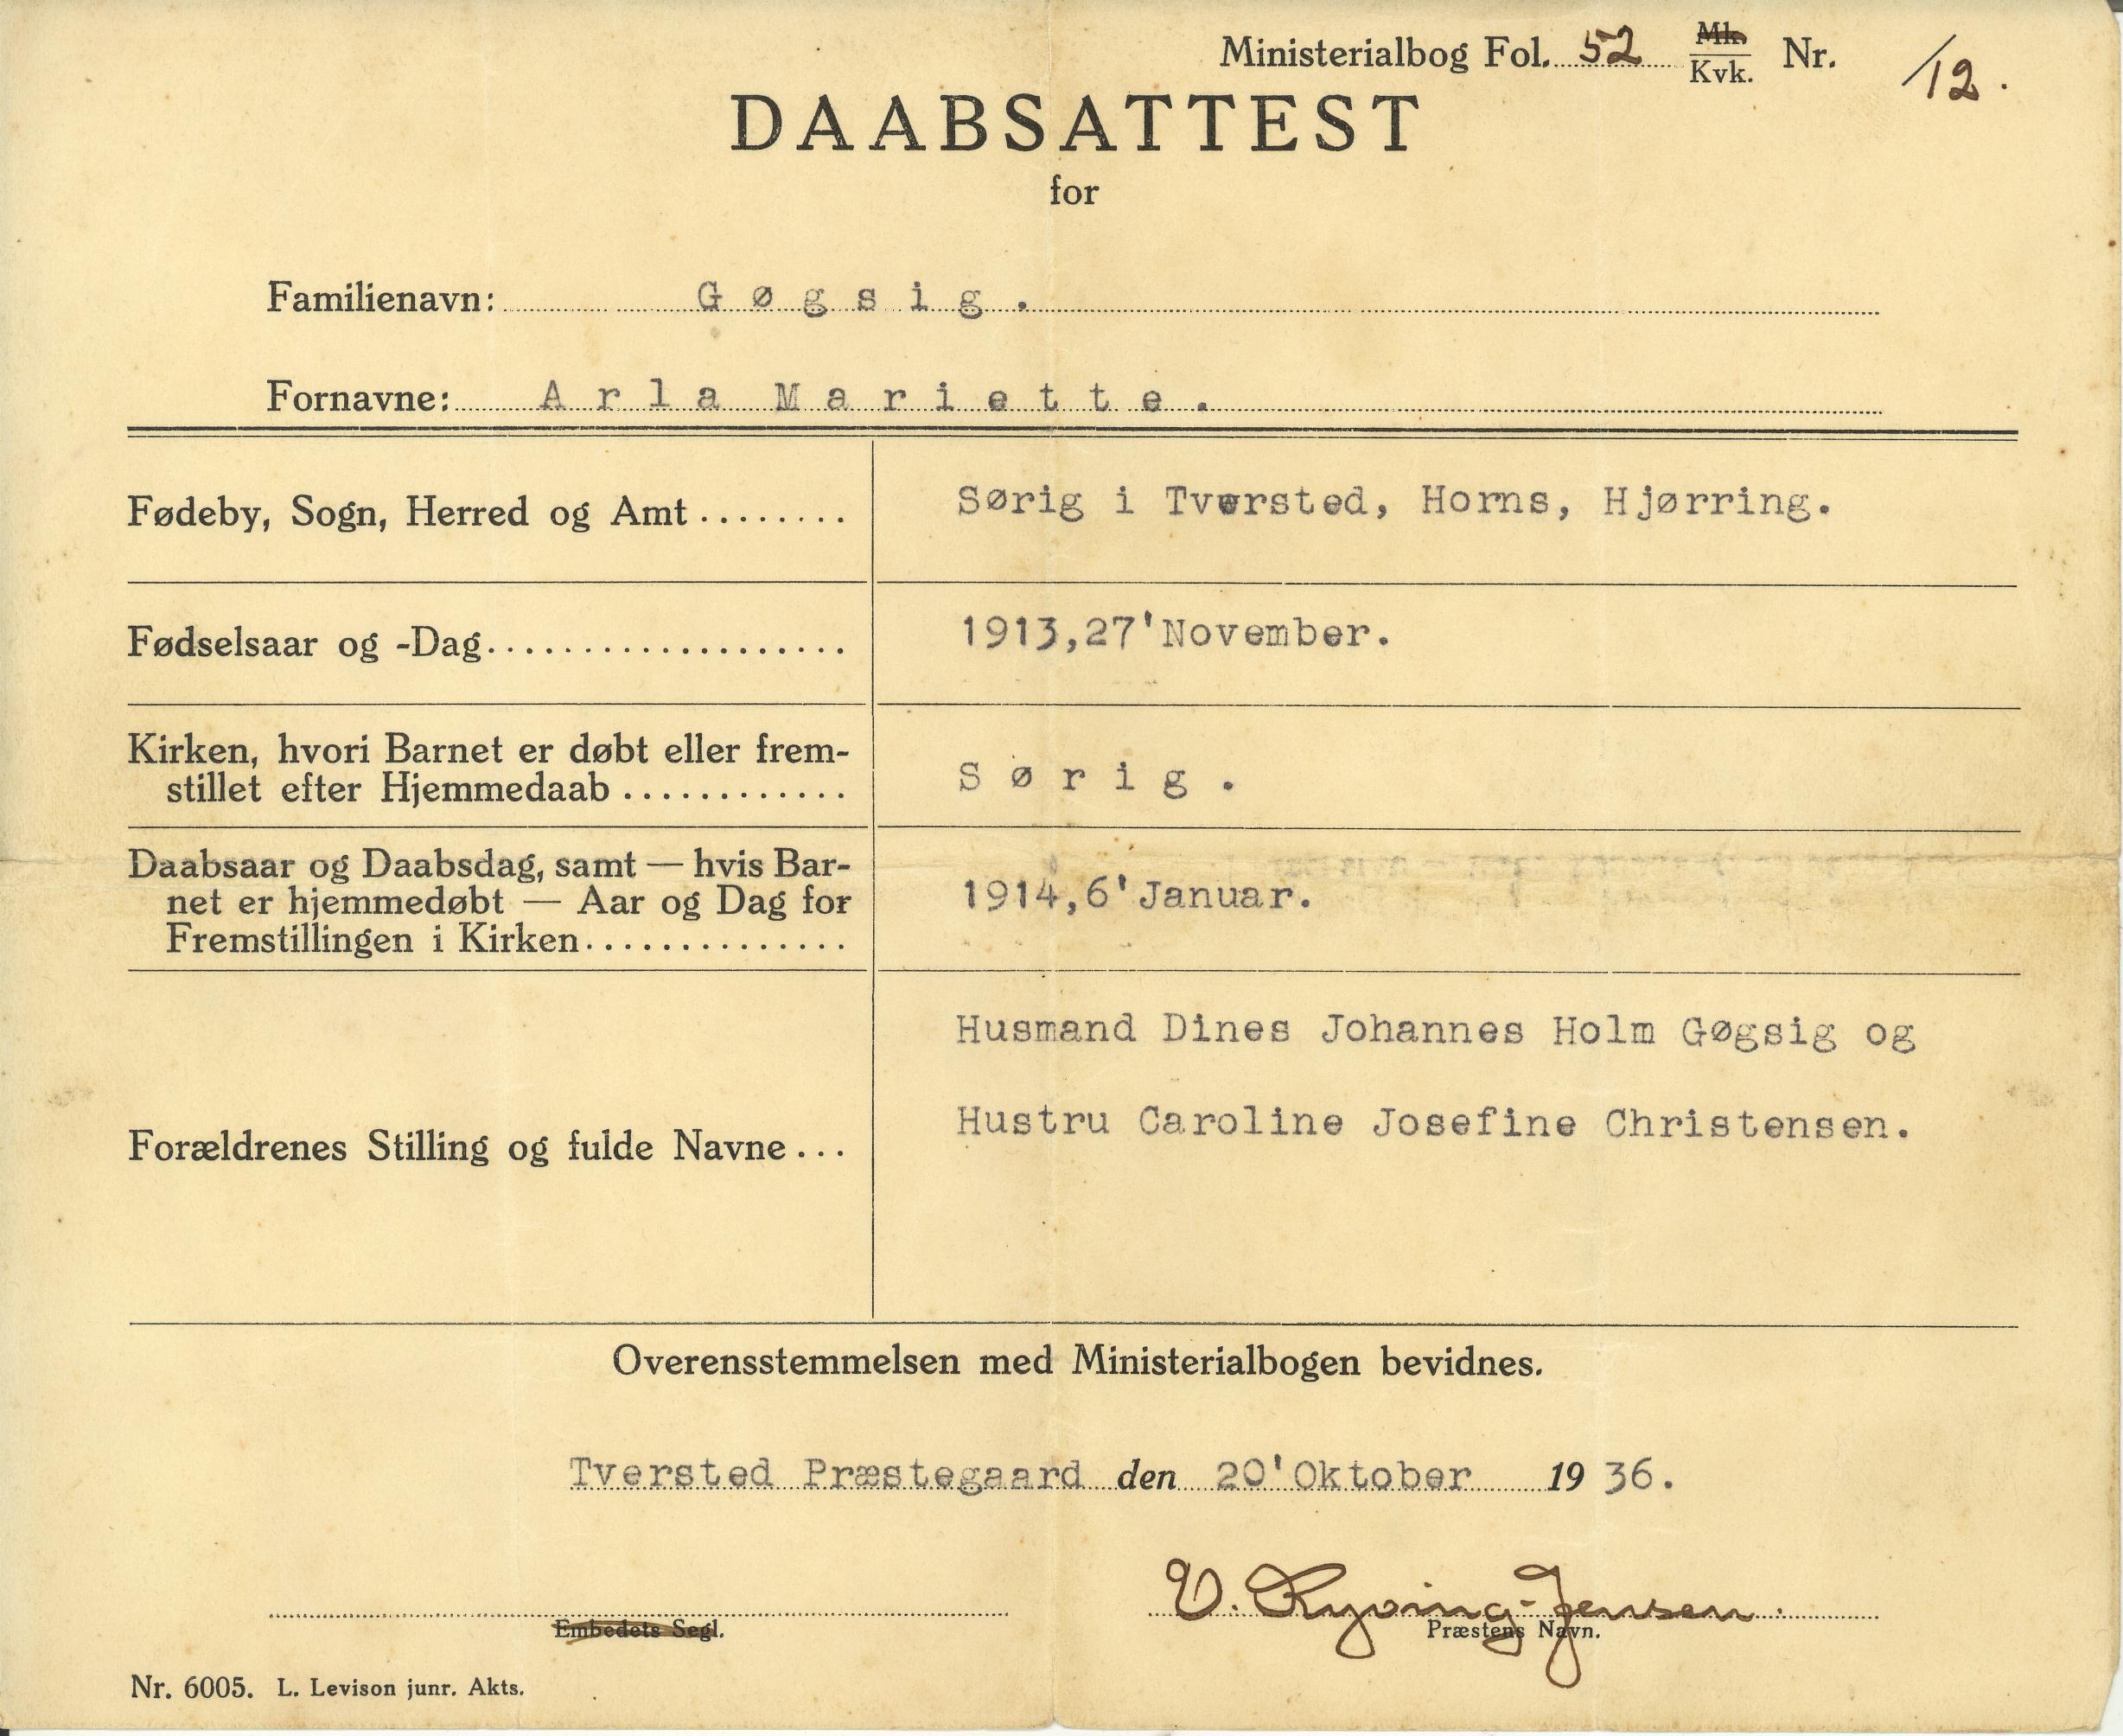 Ministerialbog Fol. 52 Mk. Kvk. Nr. /12.
DAABSATTEST
for
Familienavn: Gøgsig.
Fornavne: Arla Mariette.
Fødeby, Sogn, Herred og Amt ........ Sørig i Tversted, Horns, Hjørring.
Fødselsaar og -Dag................... 1913,27'November.
Kirken, hvori Barnet er døbt eller frem-
stillet efter Hjemmedaab ............ Sørig.
Daabsaar og Daabsdag, samt — hvis Bar-
net er hjemmedøbt — Aar og Dag for 1914,6'Januar.
Fremstillingen i Kirken..............
Husmand Dines Johannes Holm Gøgsig og
Hustru Caroline Josefine Christensen.
Forældrenes Stilling og fulde Navne ...
Overensstemmelsen med Ministerialbogen bevidnes.
Tversted Præstegaard den 20'Oktober 1936.
V. Ryving-Jensen.
Embedets Segl. Præstens Navn.
Nr. 6005. L. Levison junr. Akts.